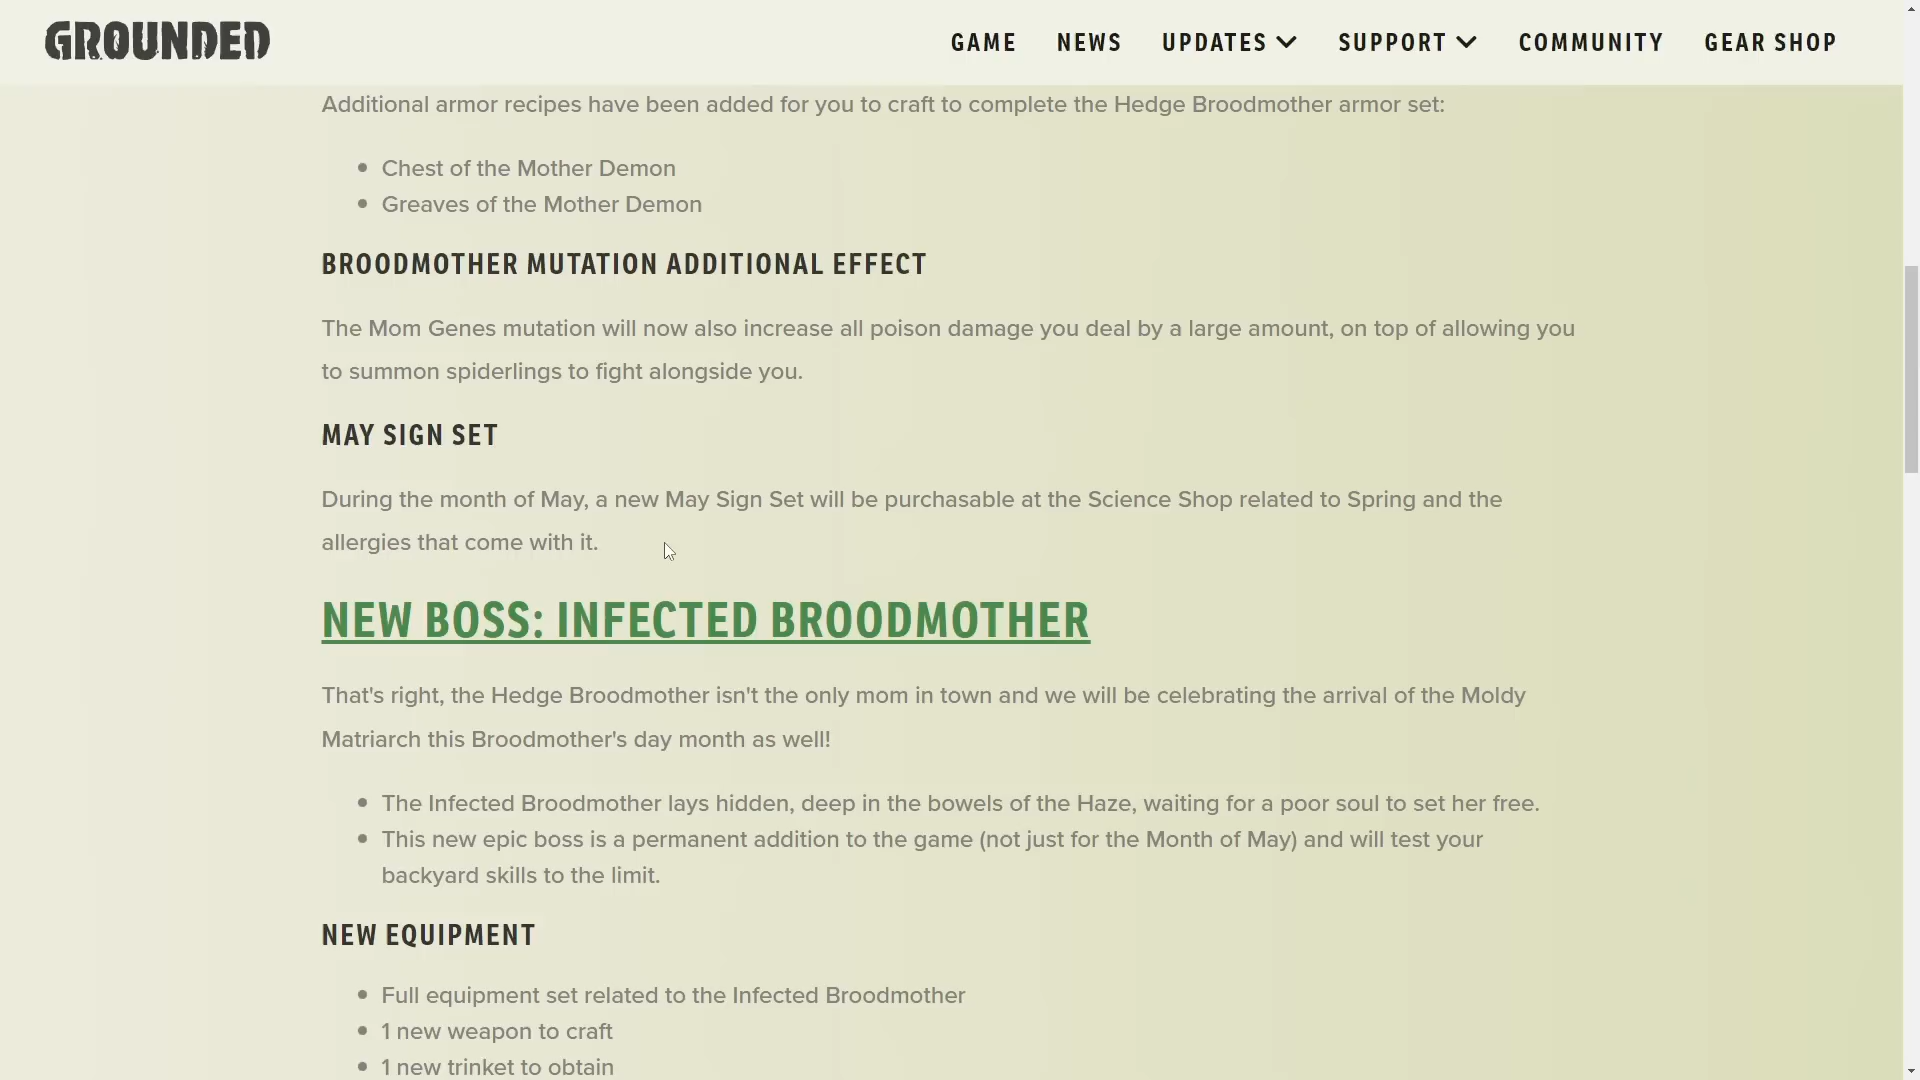 GROUNDED
GAME NEWS UPDATES SUPPORT COMMUNITY GEAR SHOP
Additional armor recipes have been added for you to craft to complete the Hedge Broodmother armor set:
Chest of the Mother Demon
Greaves of the Mother Demon
BROODMOTHER MUTATION ADDITIONAL EFFECT
The Mom Genes mutation will now also increase all poison damage you deal by a large amount, on top of allowing you
to summon spiderlings to fight alongside you.
MAY SIGN SET
During the month of May, a new May Sign Set will be purchasable at the Science Shop related to Spring and the
allergies that come with it.
NEW BOSS: INFECTED BROODMOTHER
That's right, the Hedge Broodmother isn't the only mom in town and we will be celebrating the arrival of the Moldy
Matriarch this Broodmother's day month as well!
The Infected Broodmother lays hidden, deep in the bowels of the Haze, waiting for a poor soul to set her free.
This new epic boss is a permanent addition to the game (not just for the Month of May) and will test your
backyard skills to the limit.
NEW EQUIPMENT
Full equipment set related to the Infected Broodmother
1 new weapon to craft
1 new trinket to obtain